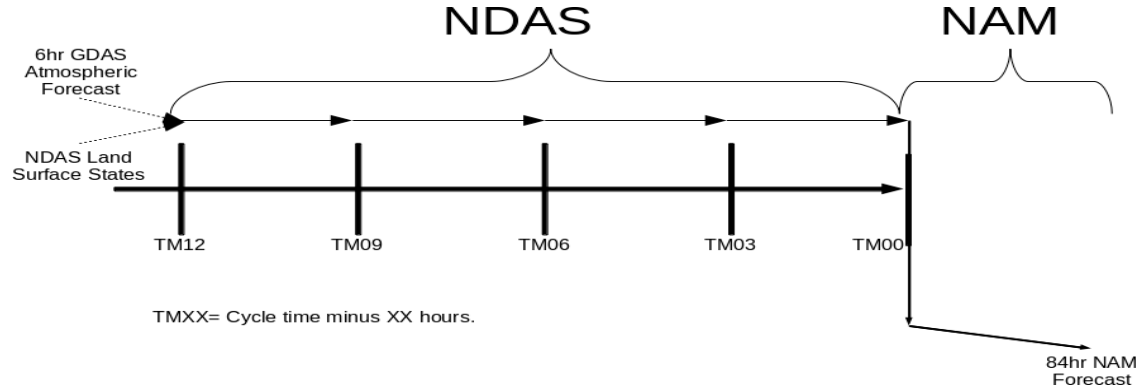 NDAS
NAM
6hr GDAS
Atmospheric
Forecast
NDAS Land
Surface States
TM12
TM09
TM06
TM03
TM00
TMXX= Cycle time minus XX hours.
84hr NAM
Forecast